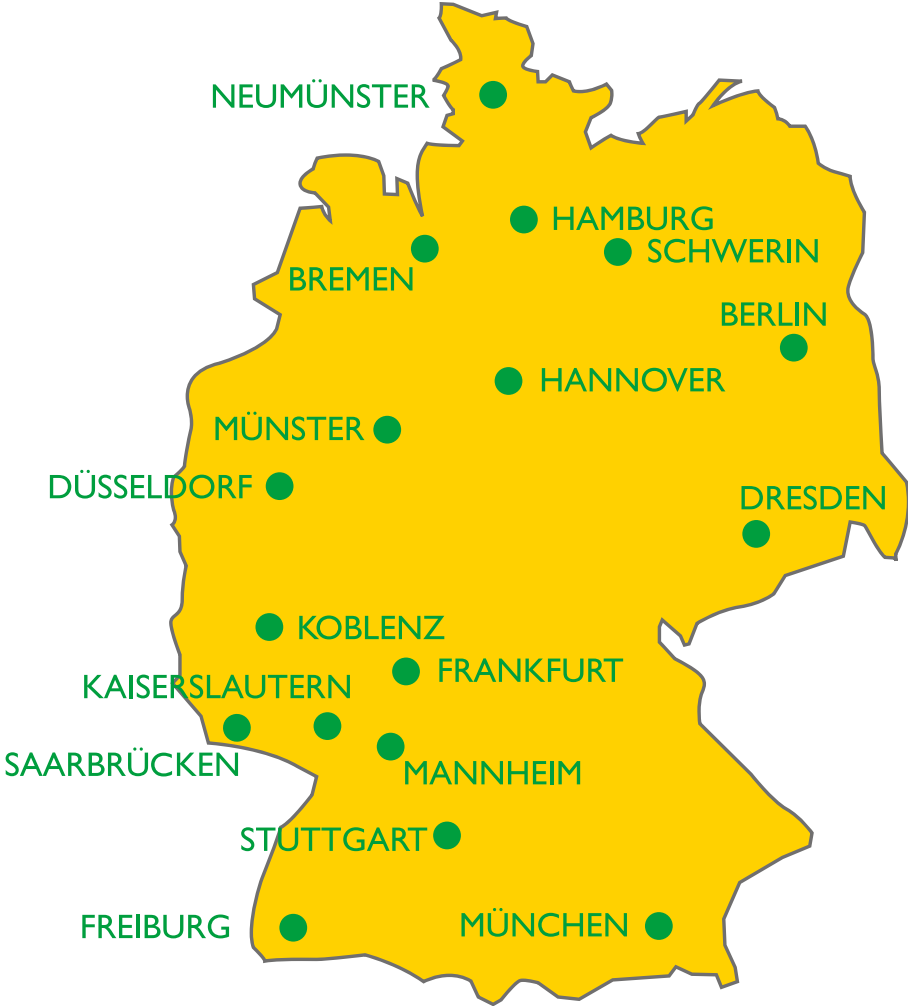 NEUMÜNSTER
HAMBURG
SCHWERIN
BREMEN
BERLIN
HANNOVER
MÜNSTER
DÜSSELDORF
DRESDEN
KOBLENZ
FRANKFURT
KAISERSLAUTERN
SAARBRÜCKEN
MANNHEIM
STUTTGART
FREIBURG
MÜNCHEN